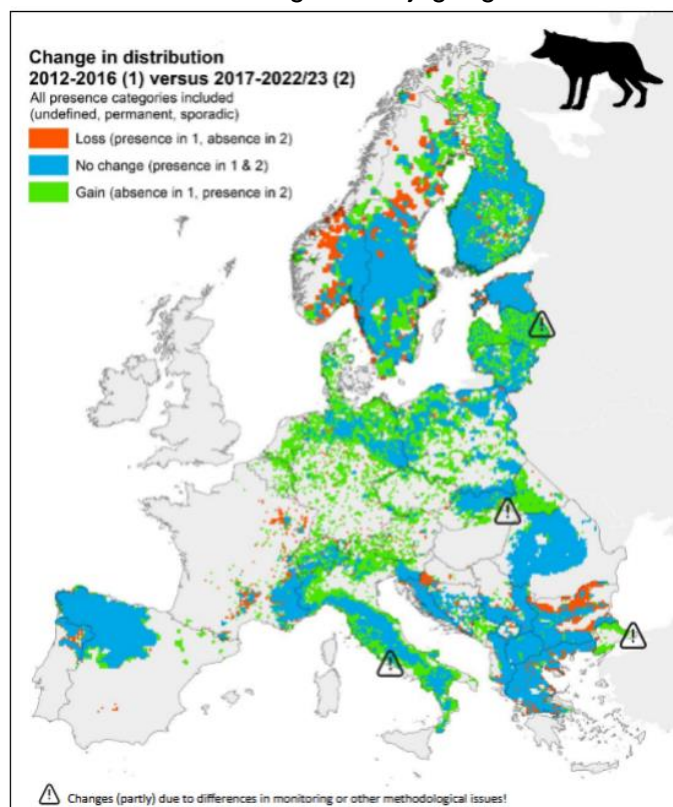 Change in distribution
2012-2016 (1) versus 2017-2022/23 (2)
All presence categories included
(undefined, permanent, sporadic)
Loss (presence in 1, absence in 2)
No change (presence in 1 & 2)
Gain (absence in 1, presence in 2)
Changes (partly) due to differences in monitoring or other methodological issues!